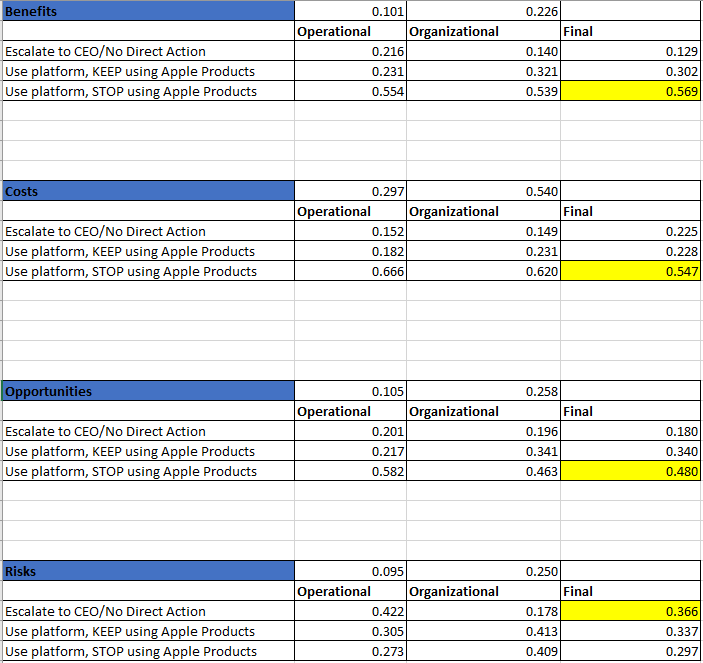 Benefits 0.101 0.226
Operational Organizational Final
Escalate to CEO/No Direct Action 0.216 0.140 0.129
Use platform, KEEP using Apple Products 0.231 0.321 0.302
Use platform, STOP using Apple Products 0.554 0.539 0.569
Costs 0.297 0.540
Operational Organizational Final
Escalate to CEO/No Direct Action 0.152 0.149 0.225
Use platform, KEEP using Apple Products 0.182 0.231 0.228
Use platform, STOP using Apple Products 0.666 0.620 0.547
Opportunities 0.105 0.258
Operational Organizational Final
Escalate to CEO/No Direct Action 0.201 0.196 0.180
Use platform, KEEP using Apple Products 0.217 0.341 0.340
Use platform, STOP using Apple Products 0.582 0.463 0.480
Risks 0.095 0.250
Operational Organizational Final
Escalate to CEO/No Direct Action 0.422 0.178 0.366
Use platform, KEEP using Apple Products 0.305 0.413 0.337
Use platform, STOP using Apple Products 0.273 0.409 0.297